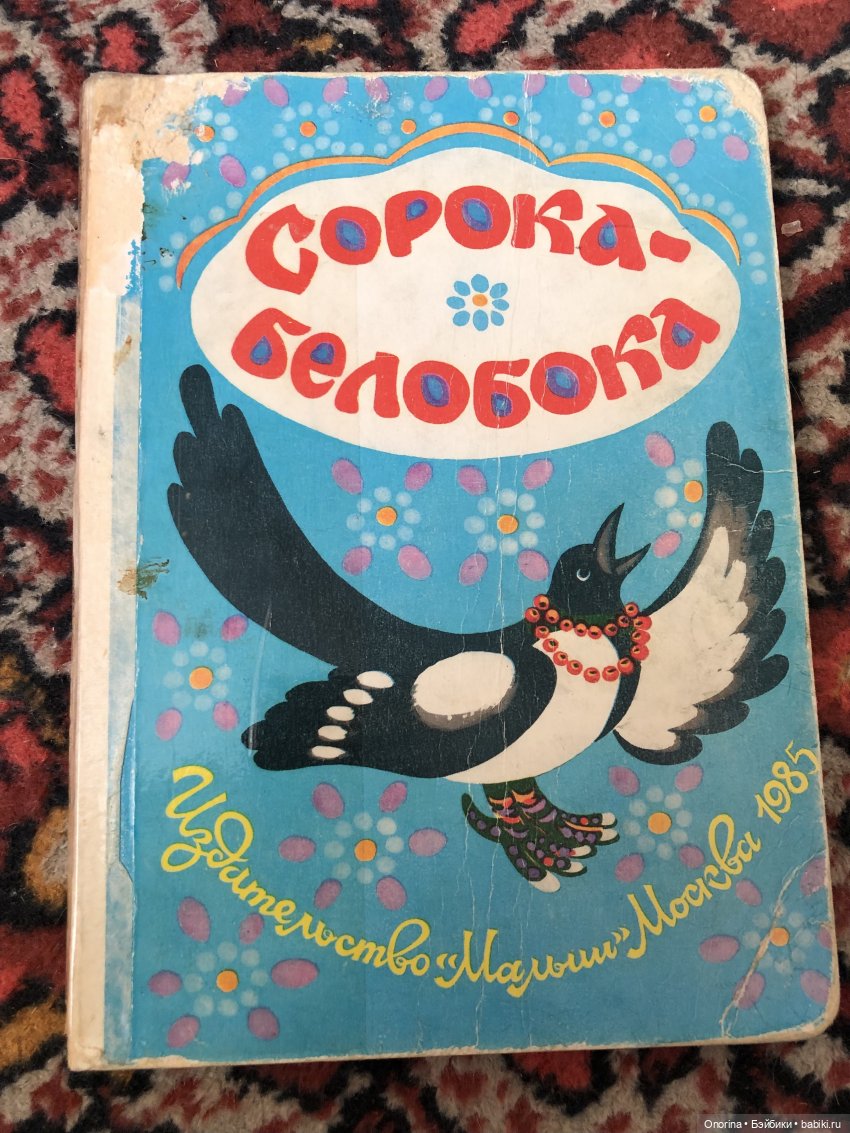 Сорока-
белобока
Издательство «Малыш» Москва 1985
Onorina • Бэйбики • babiki.ru